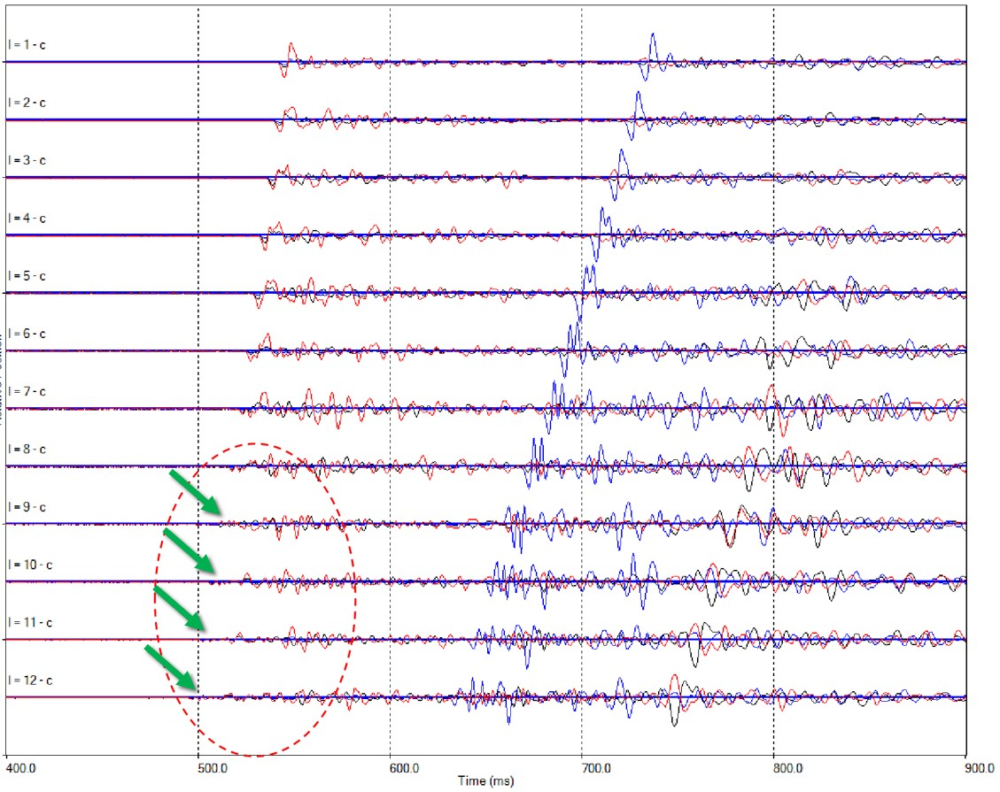 I = 1 - c
I = 2 - c
I = 3 - c
I = 4 - c
I = 5 - c
I = 6 - c
I = 7 - c
I = 8 - c
I = 9 - c
I = 10 - c
I = 11 - c
I = 12 - c
400.0 500.0 600.0 700.0 800.0 900.0
Time (ms)